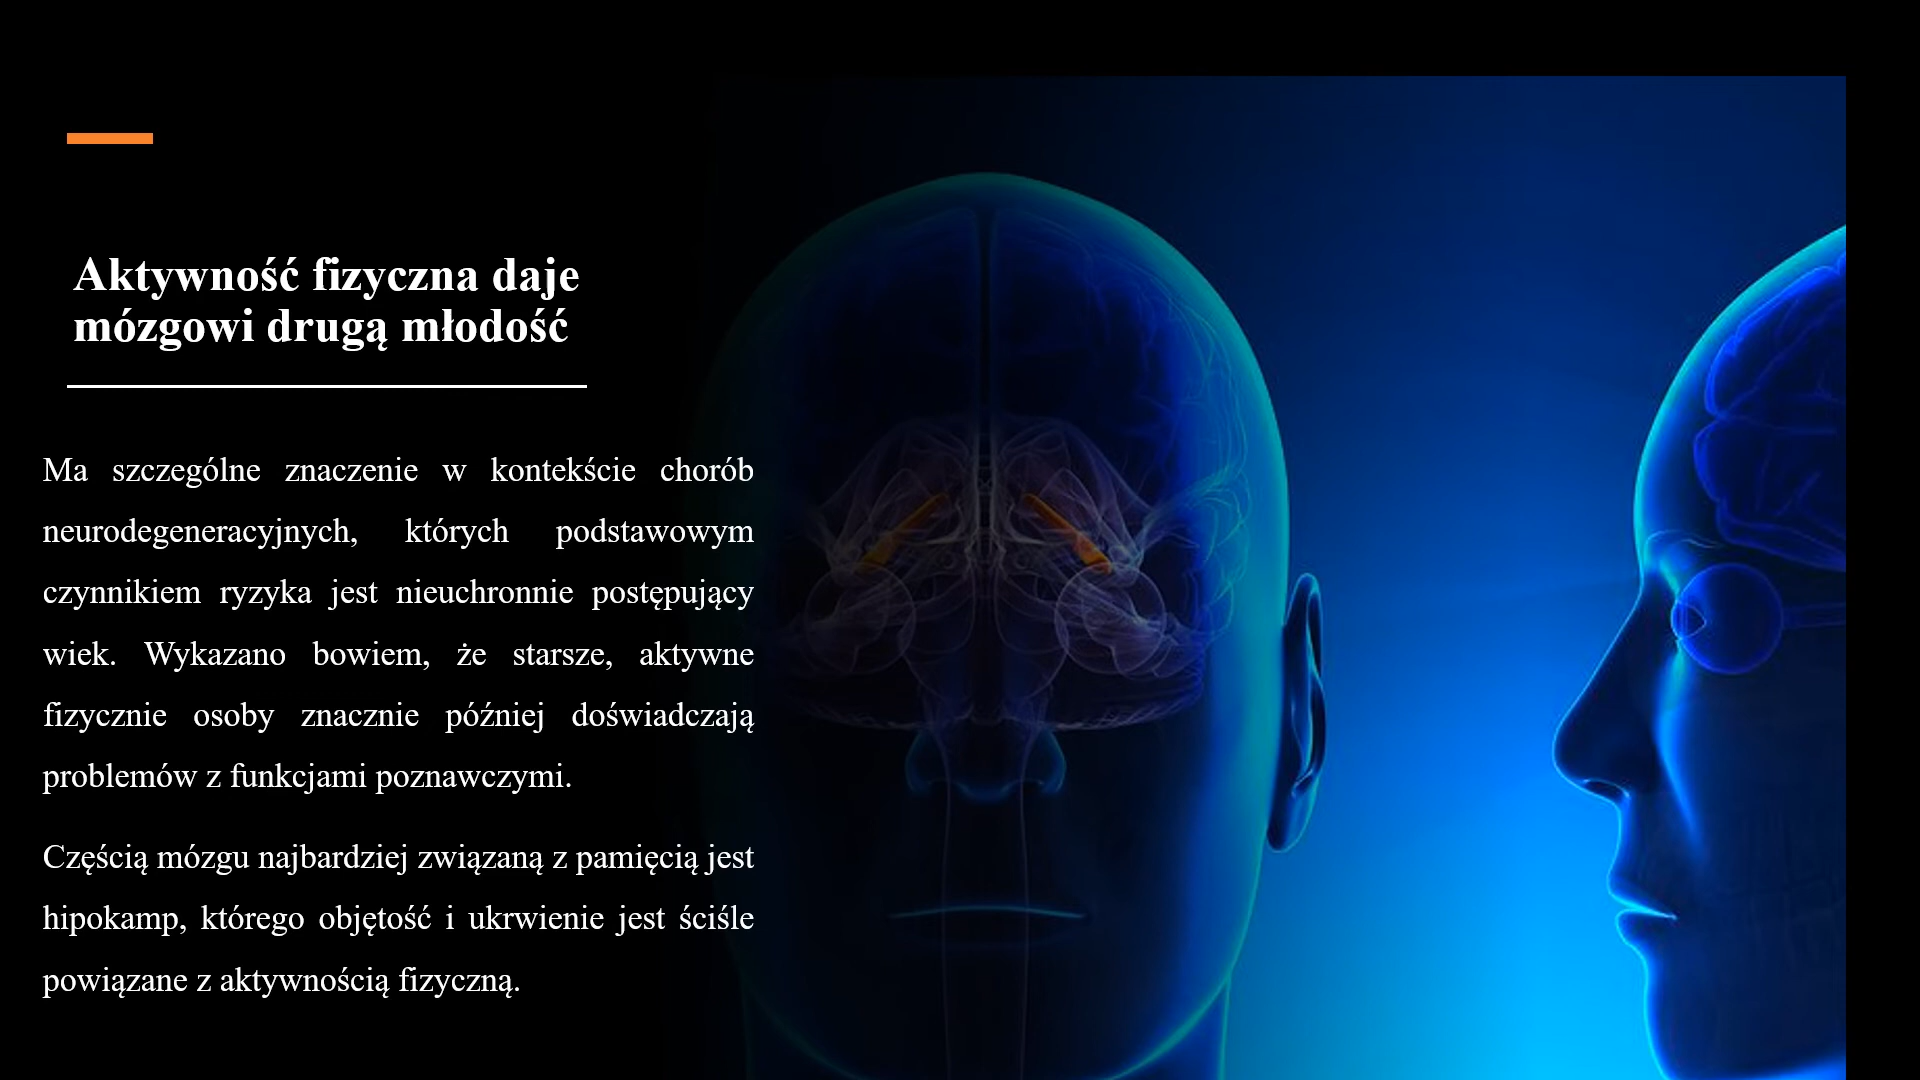 Aktywność fizyczna daje
mózgowi drugą młodość
Ma szczególne znaczenie w kontekście chorób
neurodegeneracyjnych, których podstawowym
czynnikiem ryzyka jest nieuchronnie postępujący
wiek. Wykazano bowiem, że starsze, aktywne
fizycznie osoby znacznie później doświadczają
problemów z funkcjami poznawczymi.
Częścią mózgu najbardziej związaną z pamięcią jest
hipokamp, którego objętość i ukrwienie jest ściśle
powiązane z aktywnością fizyczną.